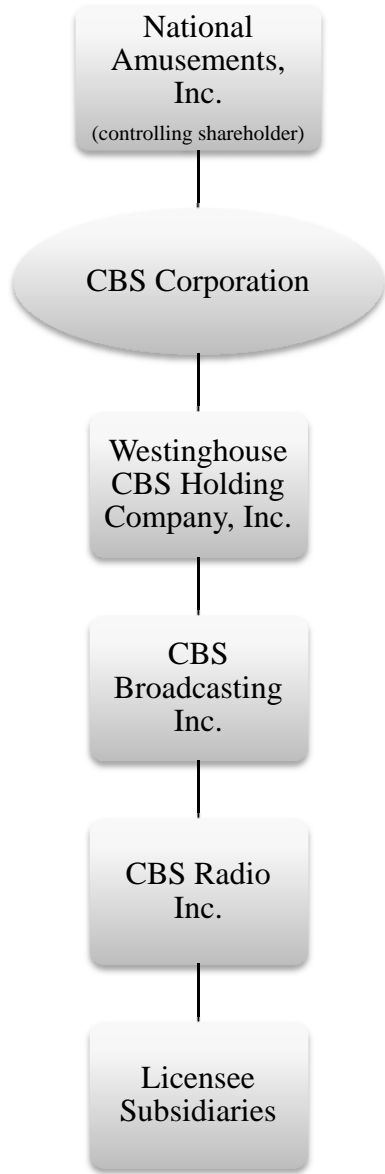 National
Amusements,
Inc.
(controlling shareholder)
CBS Corporation
Westinghouse
CBS Holding
Company, Inc.
CBS
Broadcasting
Inc.
CBS Radio
Inc.
Licensee
Subsidiaries